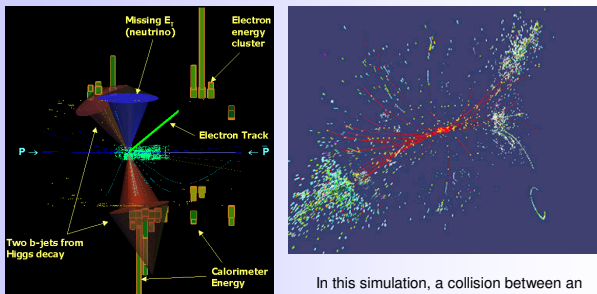 Missing ET
(neutrino)
Electron
energy
cluster
Electron Track
P
P̅
Two b-jets from
Higgs decay
Calorimeter
Energy
In this simulation, a collision between an